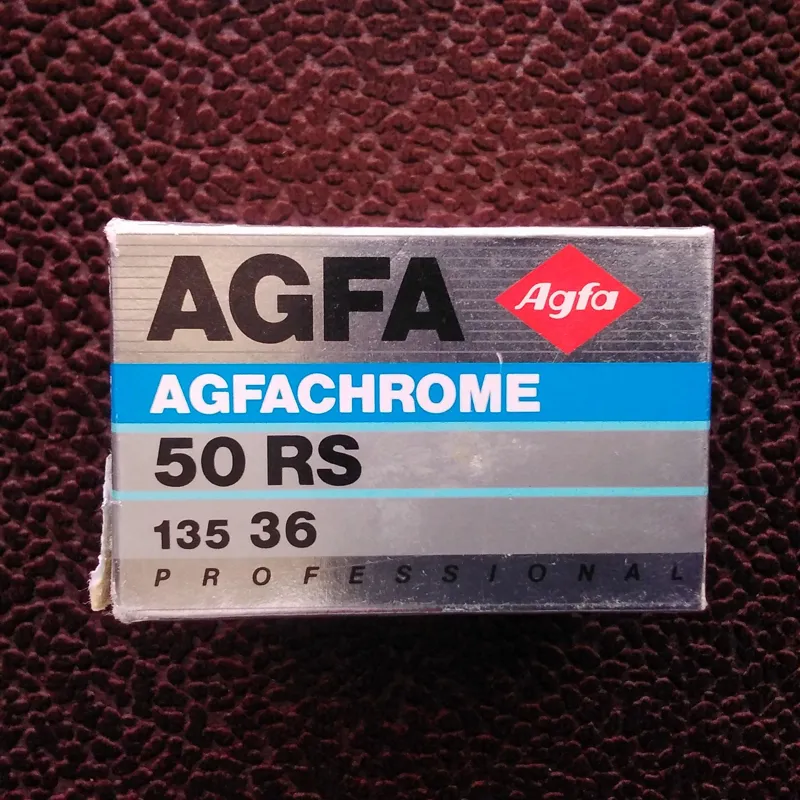 AGFA
Agfa
AGFACHROME
50 RS
135 36
PROFESSIONAL